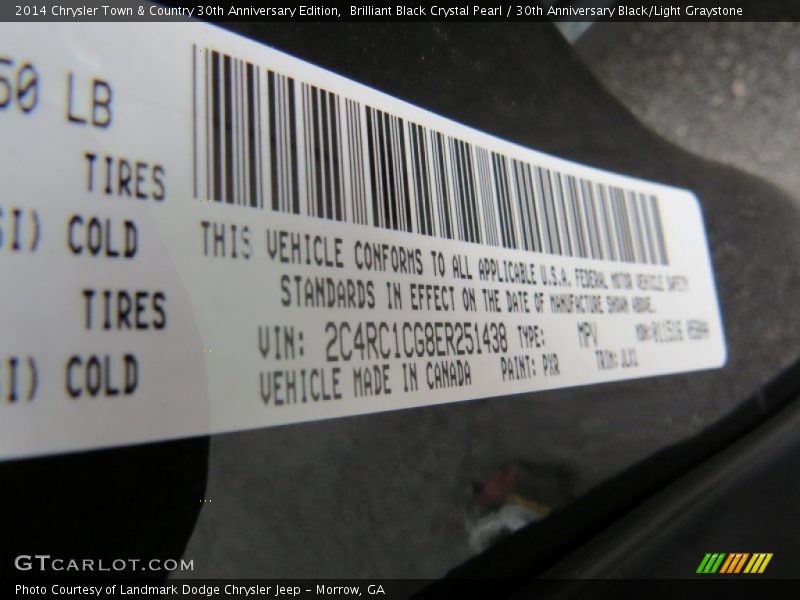 2014 Chrysler Town & Country 30th Anniversary Edition,  Brilliant Black Crystal Pearl / 30th Anniversary Black/Light Graystone
50 LB
TIRES
SI) COLD
TIRES
SI) COLD
THIS VEHICLE CONFORMS TO ALL APPLICABLE U.S.A. FEDERAL MOTOR VEHICLE SAFETY
STANDARDS IN EFFECT ON THE DATE OF MANUFACTURE SHOWN ABOVE.
VIN: 2C4RC1CG8ER251438 TYPE: MPV
VEHICLE MADE IN CANADA PAINT: PXR TRIM:
GTCARLOT.COM
Photo Courtesy of Landmark Dodge Chrysler Jeep - Morrow, GA